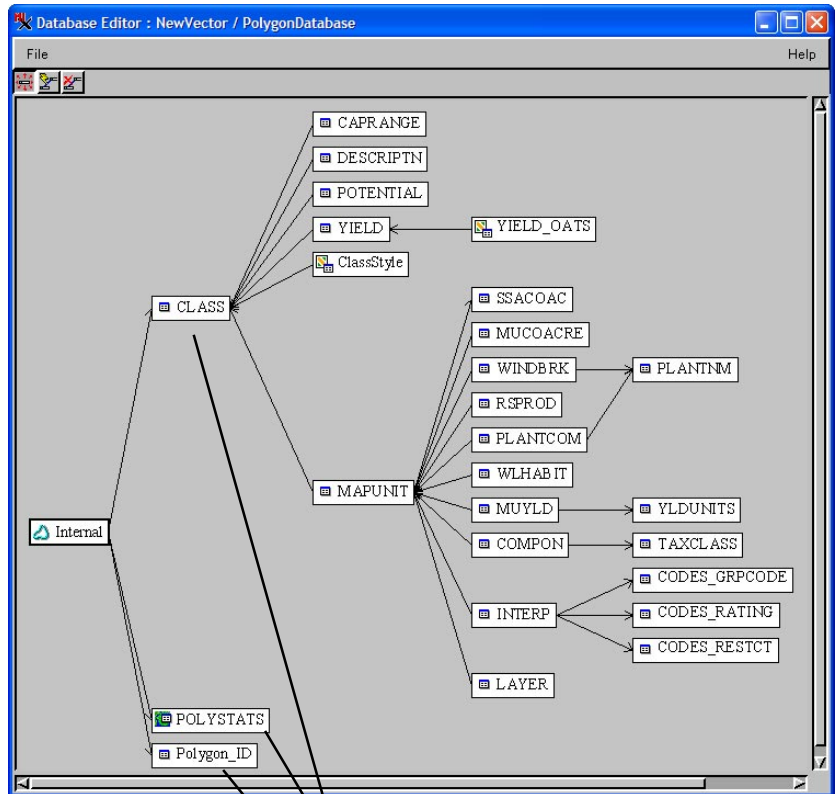 Database Editor : NewVector / PolygonDatabase
File
Help
CAPRANGE
DESCRIPTN
POTENTIAL
YIELD
YIELD_OATS
ClassStyle
CLASS
SSACOAC
MUCOACRE
WINDBRK
PLANTNM
RSPROD
PLANTCOM
WLHABIT
MAPUNIT
MUYLD
YLDUNITS
Internal
COMPON
TAXCLASS
CODES_GRPCODE
INTERP
CODES_RATING
CODES_RESTCT
LAYER
POLYSTATS
Polygon_ID